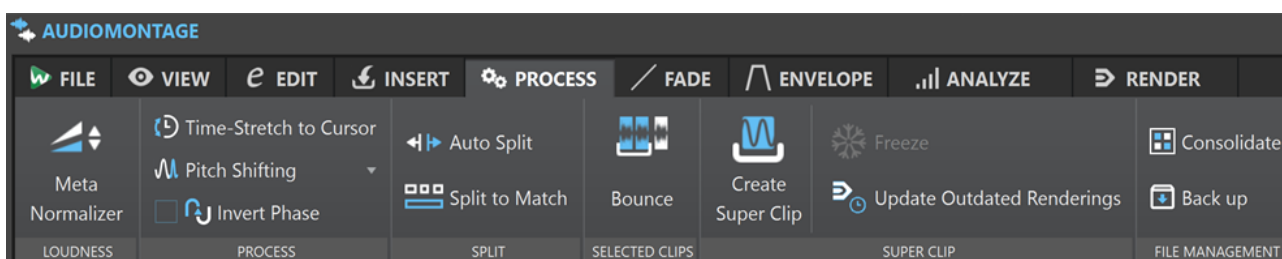 AUDIOMONTAGE
FILE VIEW EDIT INSERT PROCESS FADE ENVELOPE ANALYZE RENDER
Meta
Normalizer
LOUDNESS
Time-Stretch to Cursor
Pitch Shifting
Invert Phase
PROCESS
Auto Split
Split to Match
SPLIT
Bounce
SELECTED CLIPS
Create
Super Clip
Freeze
Update Outdated Renderings
SUPER CLIP
Consolidate
Back up
FILE MANAGEMENT